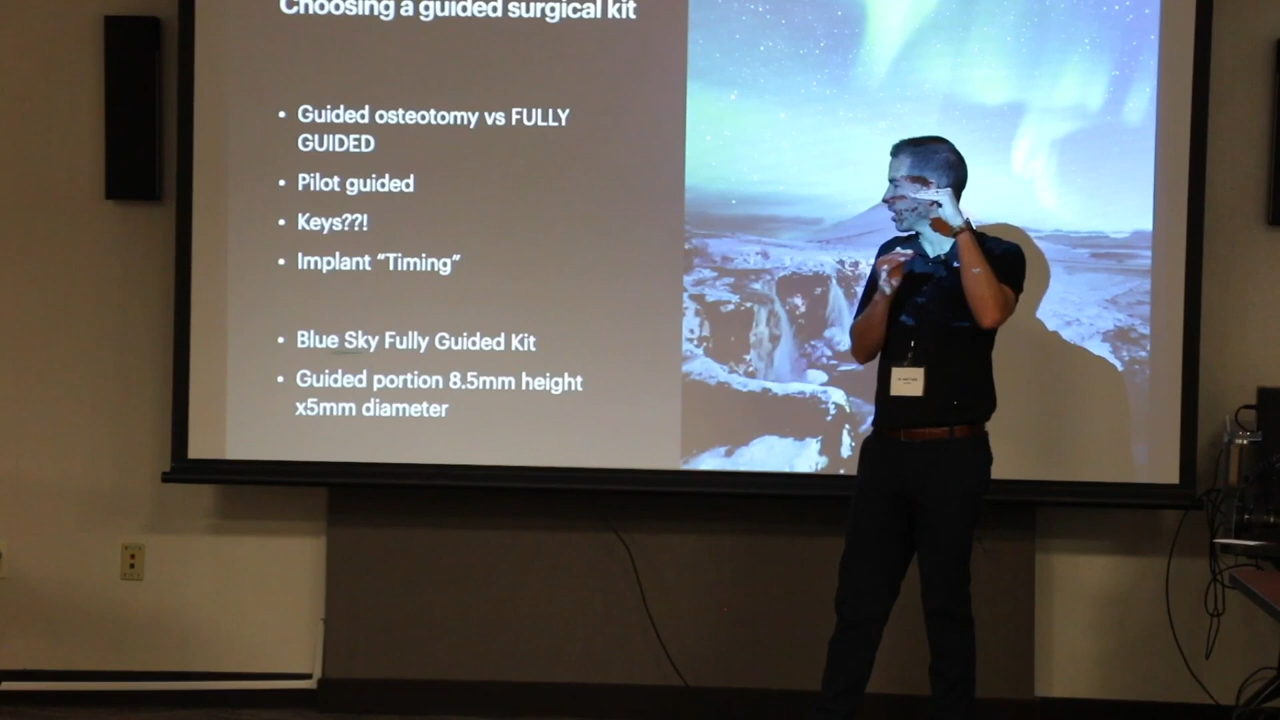 Choosing a guided surgical kit
• Guided osteotomy vs FULLY
GUIDED
• Pilot guided
• Keys??!
• Implant “Timing”
• Blue Sky Fully Guided Kit
• Guided portion 8.5mm height
x5mm diameter